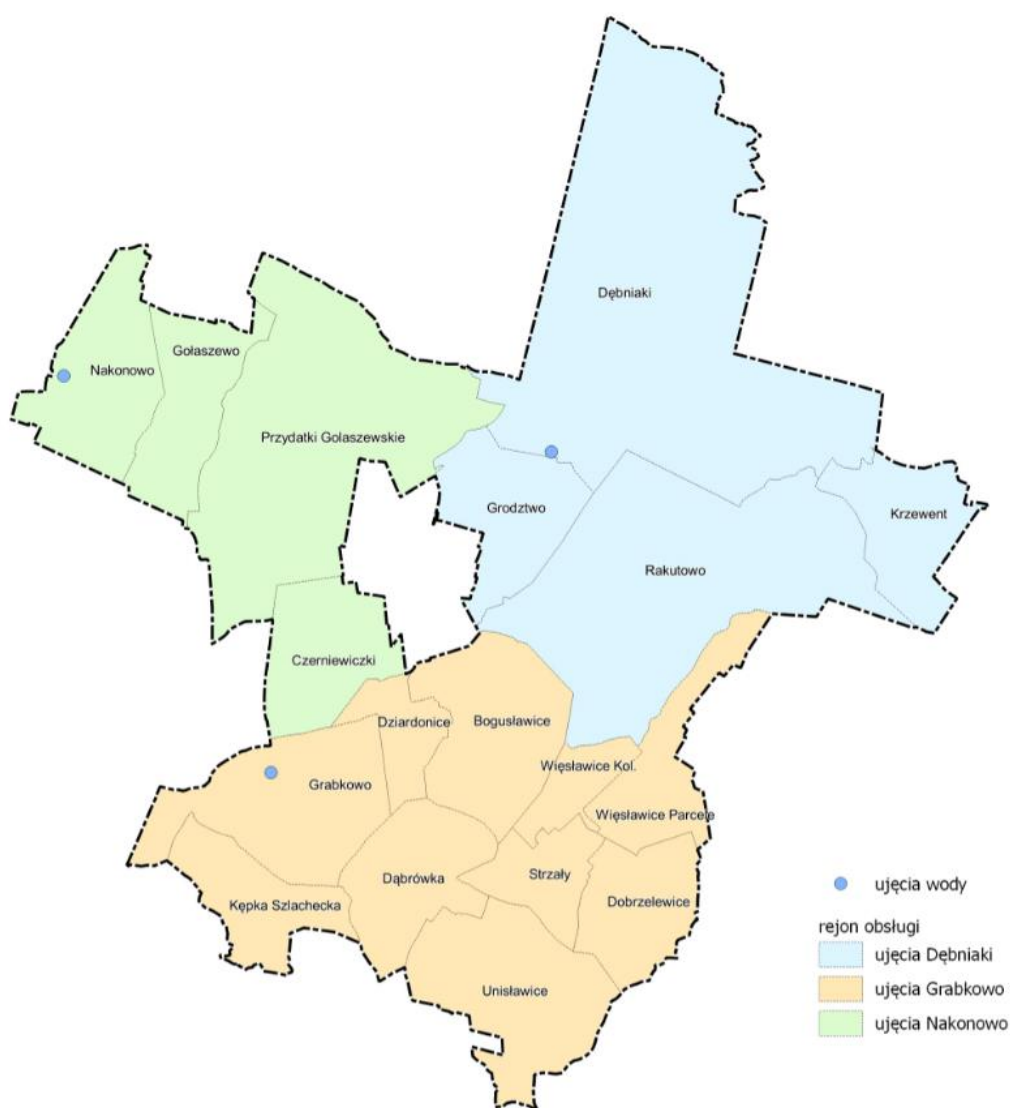 Dębniaki
Gołaszewo
Nakonowo
Przydatki Golaszewskie
Grodztwo
Krzewent
Rakutowo
Czerniewiczki
Dziardonice
Bogusławice
Więsławice Kol.
Grabkowo
Więsławice Parcele
Dąbrówka
Strzały
Kępka Szlachecka
Dobrzelewice
Unisławice
ujęcia wody
rejon obsługi
ujęcia Dębniaki
ujęcia Grabkowo
ujęcia Nakonowo